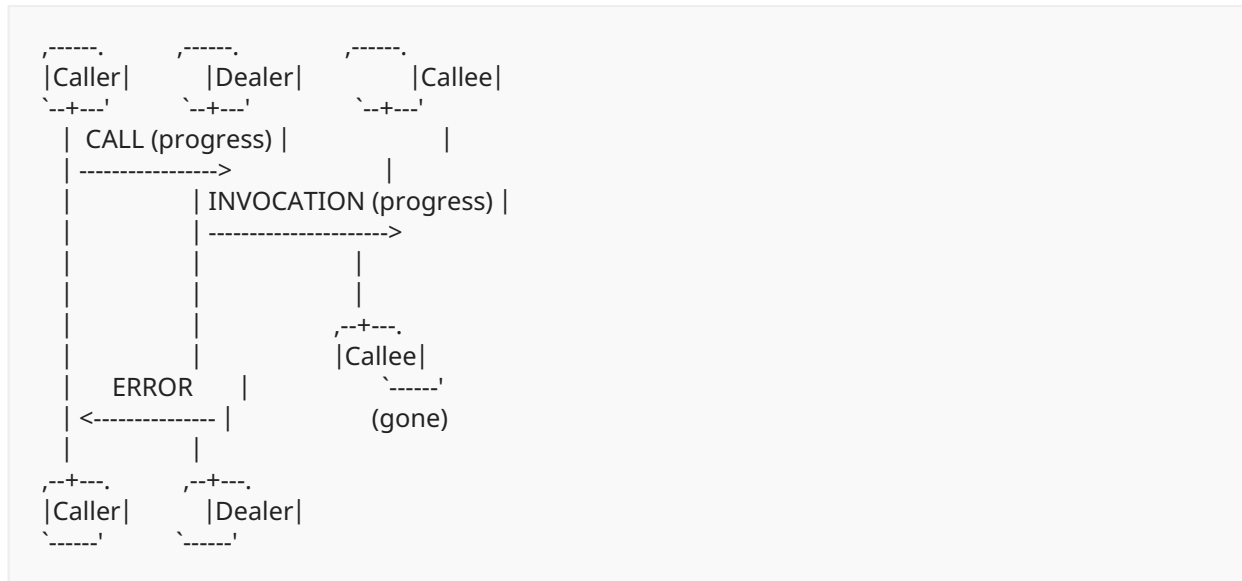 ,------.       ,------.             ,------.
|Caller|          |Dealer|              |Callee|
`--+---'       `--+---'             `--+---'
   |  CALL (progress) |                    |
   | ----------------->                    |
   |                | INVOCATION (progress) |
   |                | ---------------------->
   |                |                   |
   |                |                   |
   |                |                ,--+---.
   |                |                |Callee|
   |     ERROR      |                `------'
   | <--------------- |                (gone)
   |                |
,--+---.         ,--+---.
|Caller|          |Dealer|
`------'         `------'